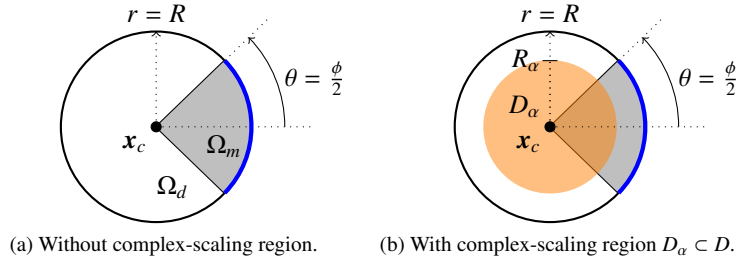 r = R
θ = ϕ/2
x_c
Ω_m
Ω_d
(a) Without complex-scaling region.
r = R
R_α
θ = ϕ/2
D_α
x_c
(b) With complex-scaling region D_α ⊂ D.